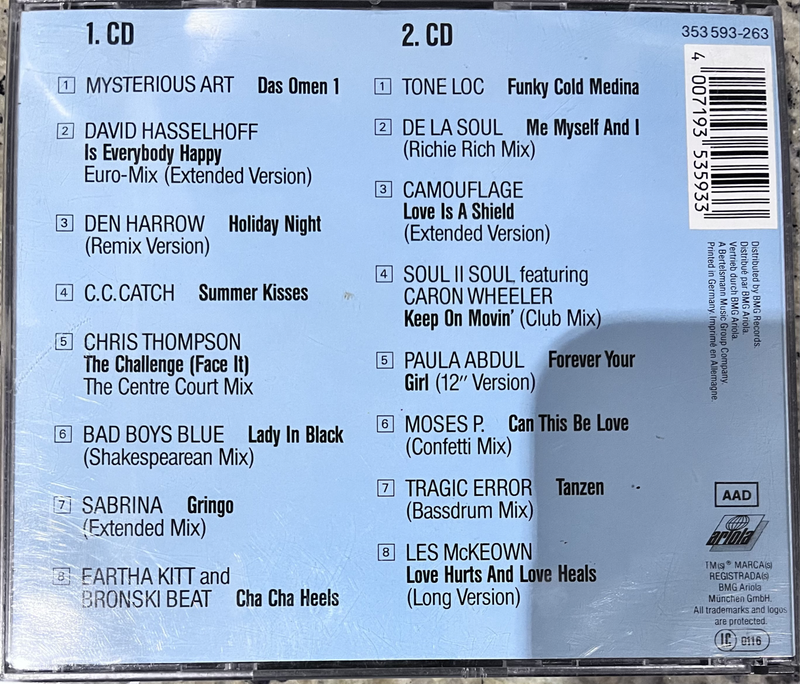 1. CD
1 MYSTERIOUS ART Das Omen 1
2 DAVID HASSELHOFF
Is Everybody Happy
Euro-Mix (Extended Version)
3 DEN HARROW Holiday Night
(Remix Version)
4 C.C.CATCH Summer Kisses
5 CHRIS THOMPSON
The Challenge (Face It)
The Centre Court Mix
6 BAD BOYS BLUE Lady In Black
(Shakespearean Mix)
7 SABRINA Gringo
(Extended Mix)
8 EARTHA KITT and
BRONSKI BEAT Cha Cha Heels
2. CD
1 TONE LOC Funky Cold Medina
2 DE LA SOUL Me Myself And I
(Richie Rich Mix)
3 CAMOUFLAGE
Love Is A Shield
(Extended Version)
4 SOUL II SOUL featuring
CARON WHEELER
Keep On Movin' (Club Mix)
5 PAULA ABDUL Forever Your
Girl (12" Version)
6 MOSES P. Can This Be Love
(Confetti Mix)
7 TRAGIC ERROR Tanzen
(Bassdrum Mix)
8 LES McKEOWN
Love Hurts And Love Heals
(Long Version)
353 593-263
4 007193 535933
Distributed by BMG Records.
Distribué par BMG Ariola.
Vertrieb durch BMG Ariola.
A Bertelsmann Music Group Company.
Printed in Germany. Imprimé en Allemagne.
AAD
ariola
TM(s)® MARCA(s)
REGISTRADA(s)
BMG Ariola
München GmbH.
All trademarks and logos
are protected.
LC 0116